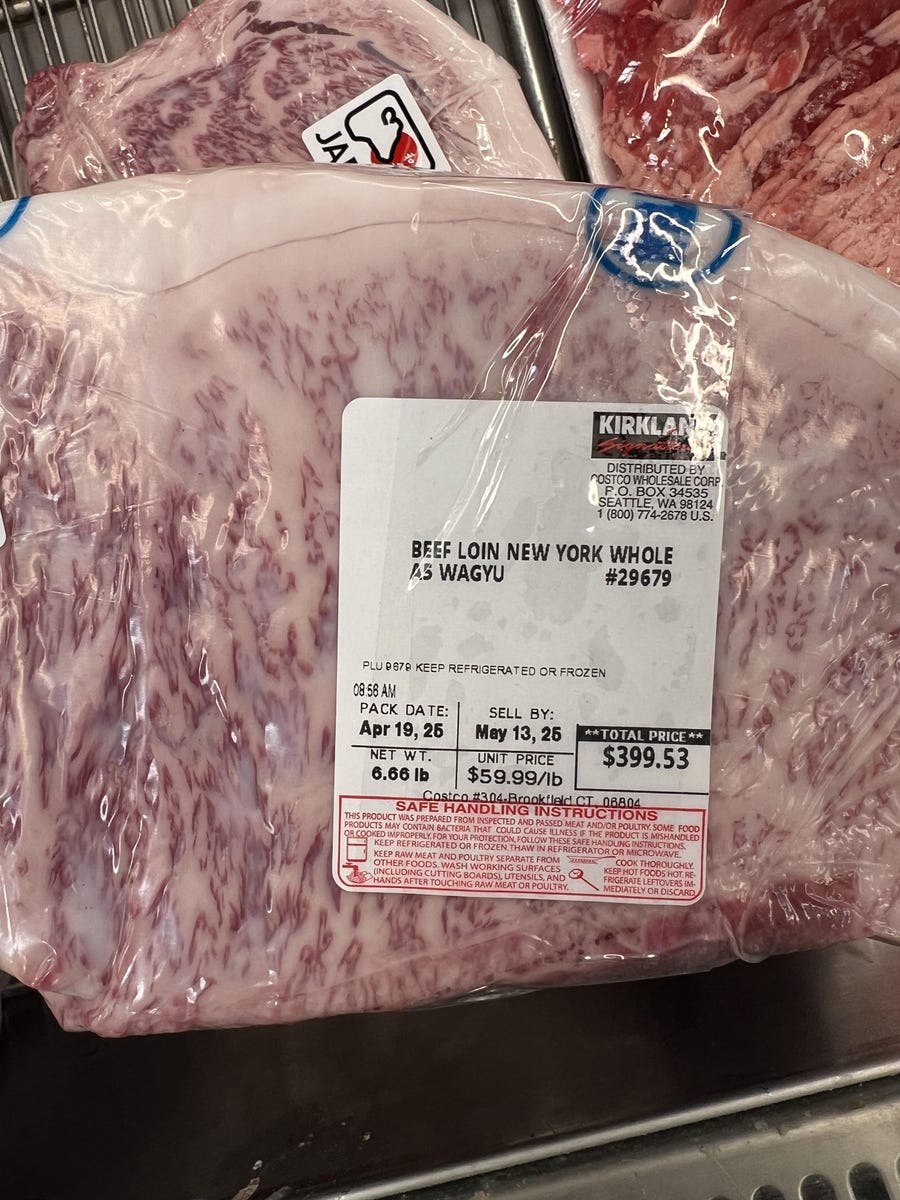 JA
KIRKLAN
Signature
DISTRIBUTED BY
COSTCO WHOLESALE CORP
P.O. BOX 34535
SEATTLE, WA 98124
1 (800) 774-2678 U.S.
BEEF LOIN NEW YORK WHOLE
A5 WAGYU #29679
PLU 9679 KEEP REFRIGERATED OR FROZEN
08:56 AM
PACK DATE: SELL BY:
Apr 19, 25 May 13, 25 **TOTAL PRICE**
NET WT. UNIT PRICE $399.53
6.66 lb $59.99/lb
Costco #304-Brookfield CT, 06804
SAFE HANDLING INSTRUCTIONS
THIS PRODUCT WAS PREPARED FROM INSPECTED AND PASSED MEAT AND/OR POULTRY. SOME FOOD
PRODUCTS MAY CONTAIN BACTERIA THAT COULD CAUSE ILLNESS IF THE PRODUCT IS MISHANDLED
OR COOKED IMPROPERLY. FOR YOUR PROTECTION, FOLLOW THESE SAFE HANDLING INSTRUCTIONS.
KEEP REFRIGERATED OR FROZEN. THAW IN REFRIGERATOR OR MICROWAVE.
KEEP RAW MEAT AND POULTRY SEPARATE FROM
OTHER FOODS. WASH WORKING SURFACES
(INCLUDING CUTTING BOARDS), UTENSILS, AND
HANDS AFTER TOUCHING RAW MEAT OR POULTRY.
COOK THOROUGHLY.
KEEP HOT FOODS HOT. RE-
FRIGERATE LEFTOVERS IM-
MEDIATELY OR DISCARD.